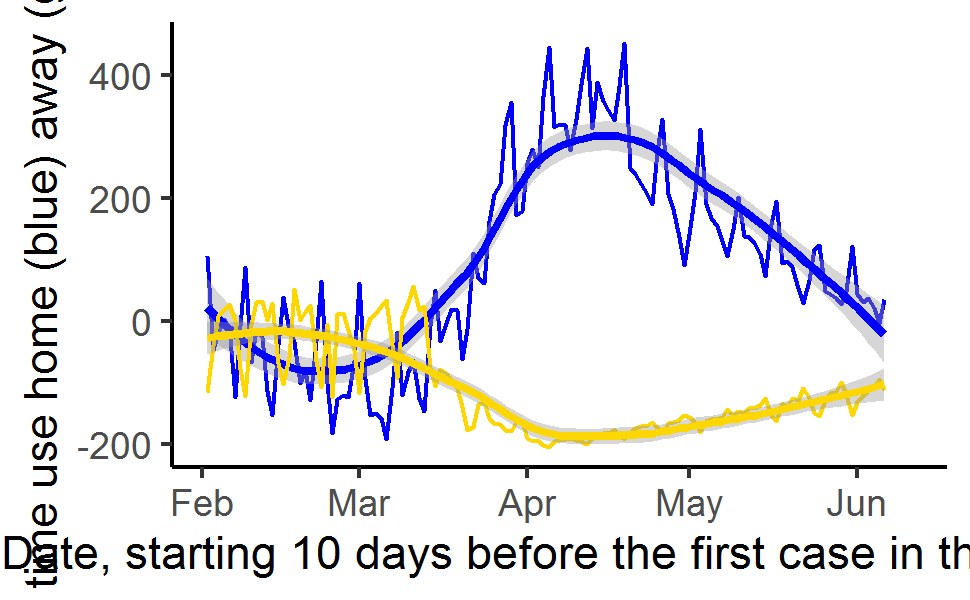 time use home (blue) away (
400
200
0
-200
Feb Mar Apr May Jun
Date, starting 10 days before the first case in th